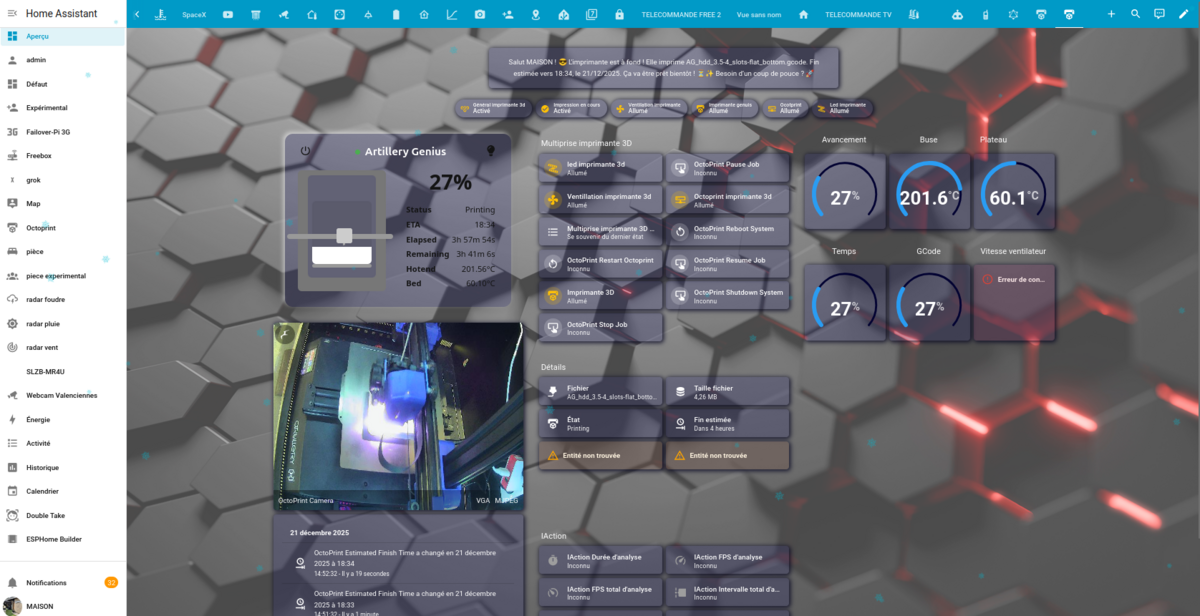 Home Assistant
SpaceX
TELECOMMANDE FREE 2
Vue sans nom
TELECOMMANDE TV
Aperçu
admin
Défaut
Expérimental
3G
Failover-Pi 3G
Freebox
grok
Map
Octoprint
pièce
piece experimental
radar foudre
radar pluie
radar vent
SLZB-MR4U
Webcam Valenciennes
Énergie
Activité
Historique
Calendrier
Double Take
ESPHome Builder
Notifications
32
MAISON
Salut MAISON ! 😎 L'imprimante est à fond ! Elle imprime AG_hdd_3.5-4_slots-flat_bottom gcode. Fin
estimée vers 18:34, le 21/12/2025. Ça va être prêt bientôt ! ⏳✨ Besoin d'un coup de pouce ? 🚀
General imprimante 3d
Activé
Impression en cours
Activé
Ventilation imprimante
Allumé
Imprimante genuis
Allumé
Octoprint
Allumé
Led imprimante
Allumé
Artillery Genius
27%
Status Printing
ETA 18:34
Elapsed 3h 57m 54s
Remaining 3h 41m 6s
Hotend 201.56°C
Bed 60.10°C
OctoPrint Camera
VGA MJPEG
21 décembre 2025
OctoPrint Estimated Finish Time a changé en 21 décembre
2025 à 18:34
14:52:32 - Il y a 19 secondes
OctoPrint Estimated Finish Time a changé en 21 décembre
2025 à 18:33
14:51:32 - Il y a 1 minute
Multiprise imprimante 3D
led imprimante 3d
Allumé
OctoPrint Pause Job
Inconnu
Ventillation imprimante 3d
Allumé
Octoprint imprimante 3d
Allumé
Multiprise imprimante 3D ...
Se souvenir du dernier état
OctoPrint Reboot System
Inconnu
OctoPrint Restart Octoprint
Inconnu
OctoPrint Resume Job
Inconnu
Imprimante 3D
Allumé
OctoPrint Shutdown System
Inconnu
OctoPrint Stop Job
Inconnu
Détails
Fichier
AG_hdd_3.5-4_slots-flat_botto...
Taille fichier
4,26 MB
État
Printing
Fin estimée
Dans 4 heures
Entité non trouvée
Entité non trouvée
IAction
IAction Durée d'analyse
Inconnu
IAction FPS d'analyse
Inconnu
IAction FPS total d'analyse
Inconnu
IAction Intervalle total d'a...
Inconnu
Avancement
Buse
Plateau
27%
201.6°C
60.1°C
Temps
GCode
Vitesse ventilateur
27%
27%
Erreur de con...